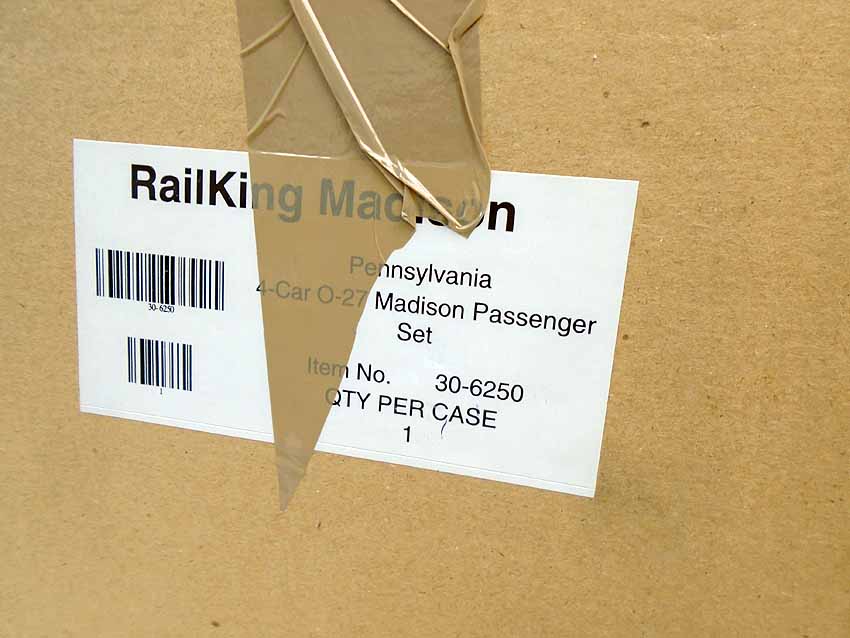 RailKing Madison
Pennsylvania
4-Car O-27 Madison Passenger
Set
30-6250
Item No. 30-6250
QTY PER CASE
1
1